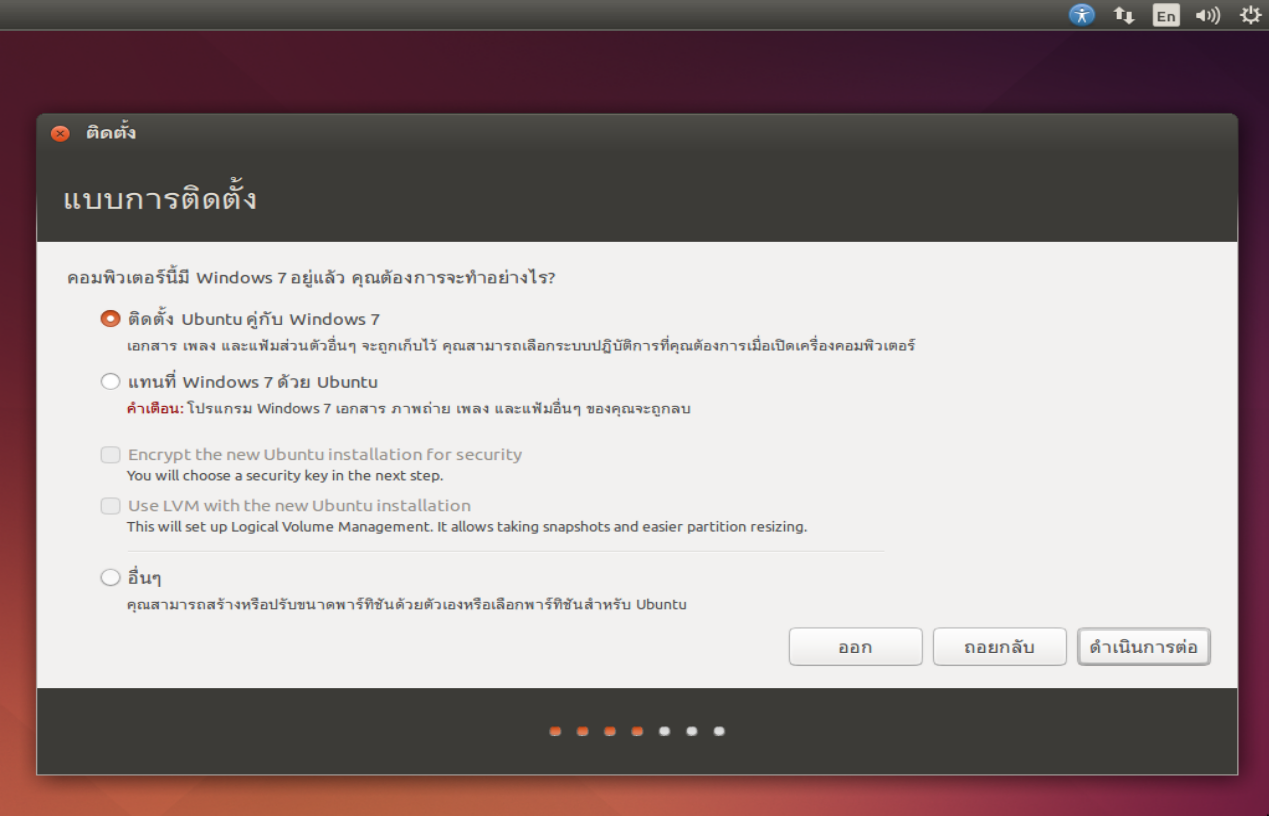 En
ติดตั้ง
แบบการติดตั้ง
คอมพิวเตอร์นี้มี Windows 7 อยู่แล้ว คุณต้องการจะทำอย่างไร?
ติดตั้ง Ubuntu คู่กับ Windows 7
เอกสาร เพลง และแฟ้มส่วนตัวอื่นๆ จะถูกเก็บไว้ คุณสามารถเลือกระบบปฏิบัติการที่คุณต้องการเมื่อเปิดเครื่องคอมพิวเตอร์
แทนที่ Windows 7 ด้วย Ubuntu
คำเตือน: โปรแกรม Windows 7 เอกสาร ภาพถ่าย เพลง และแฟ้มอื่นๆ ของคุณจะถูกลบ
Encrypt the new Ubuntu installation for security
You will choose a security key in the next step.
Use LVM with the new Ubuntu installation
This will set up Logical Volume Management. It allows taking snapshots and easier partition resizing.
อื่นๆ
คุณสามารถสร้างหรือปรับขนาดพาร์ทิชันด้วยตัวเองหรือเลือกพาร์ทิชันสำหรับ Ubuntu
ออก
ถอยกลับ
ดำเนินการต่อ